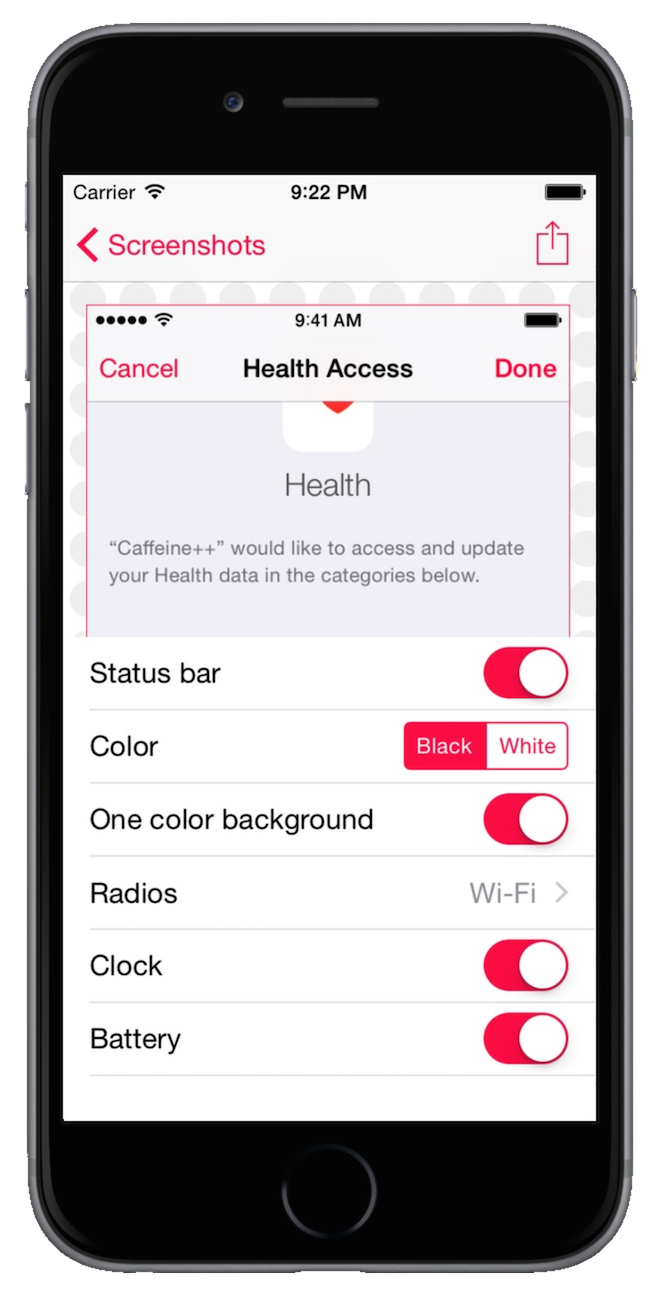 Carrier 9:22 PM
Screenshots
9:41 AM
Cancel Health Access Done
Health
“Caffeine++” would like to access and update
your Health data in the categories below.
Status bar
Color Black White
One color background
Radios Wi-Fi
Clock
Battery